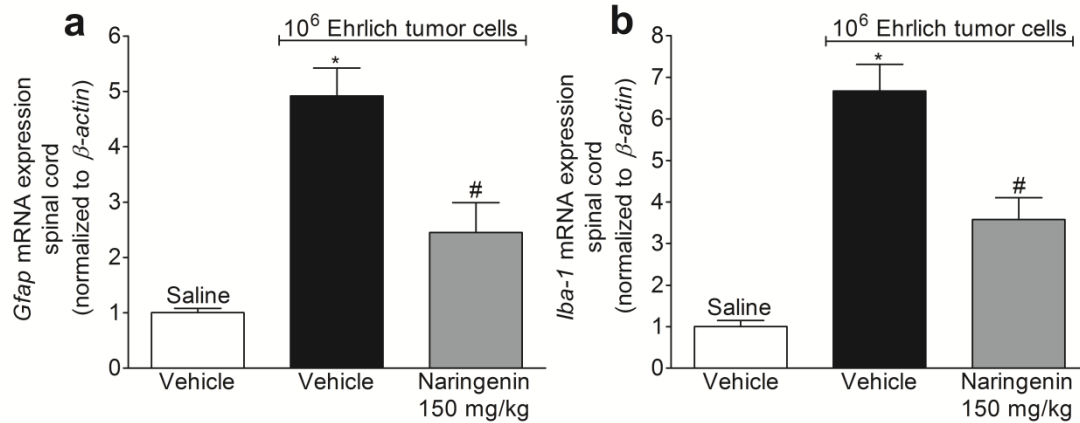 a
10⁶ Ehrlich tumor cells
Gfap mRNA expression
spinal cord
(normalized to β-actin)
6
5
4
3
2
1
0
Saline
*
#
Vehicle
Vehicle
Naringenin
150 mg/kg
b
10⁶ Ehrlich tumor cells
Iba-1 mRNA expression
spinal cord
(normalized to β-actin)
8
7
6
5
4
3
2
1
0
Saline
*
#
Vehicle
Vehicle
Naringenin
150 mg/kg